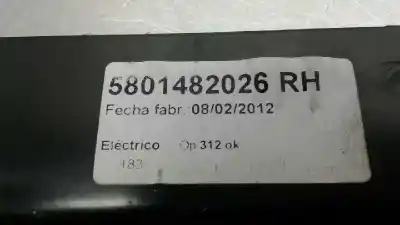 5801482026 RH
Fecha fabr. 08/02/2012
Eléctrico Op 312 ok
183